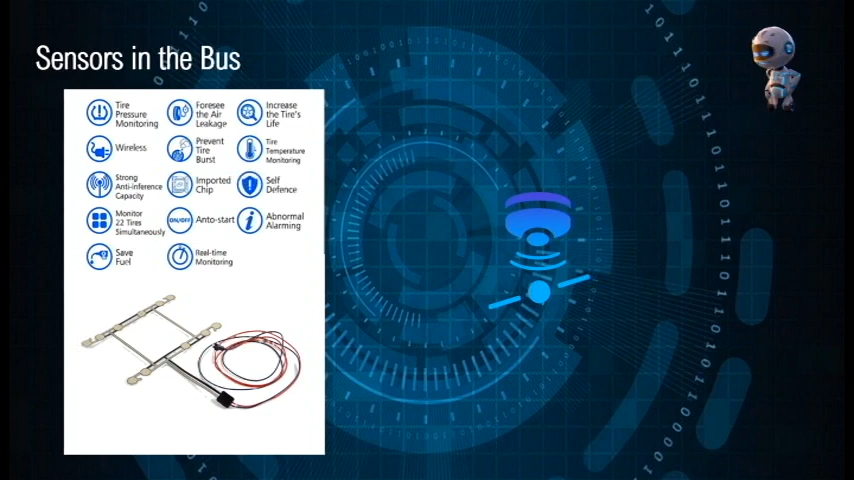 Sensors in the Bus
Tire
Pressure
Monitoring
Foresee
the Air
Leakage
Increase
the Tire's
Life
Wireless
Prevent
Tire
Burst
Tire
Temperature
Monitoring
Strong
Anti-inference
Capacity
Imported
Chip
Self
Defence
Monitor
22 Tires
Simultaneously
ON/OFF
Auto-start
Abnormal
Alarming
Save
Fuel
Real-time
Monitoring